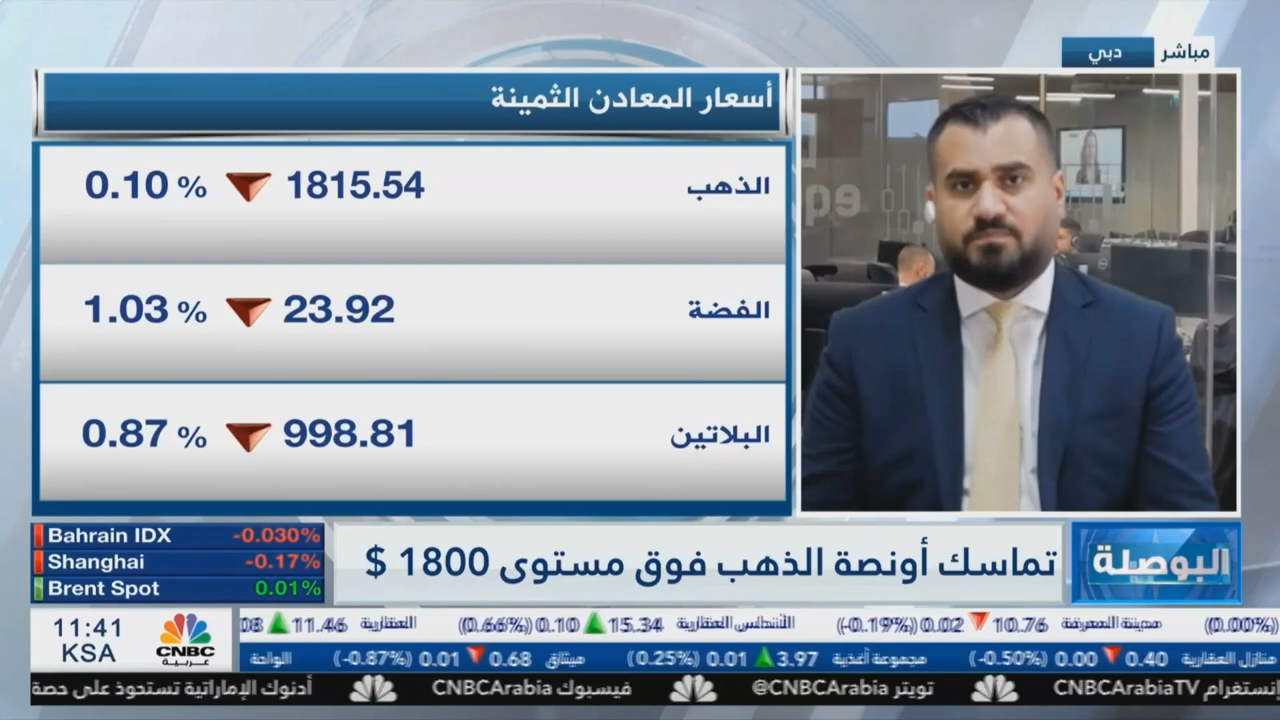 مباشر دبي
أسعار المعادن الثمينة
الذهب 1815.54 0.10 %
الفضة 23.92 1.03 %
البلاتين 998.81 0.87 %
Bahrain IDX -0.030%
Shanghai -0.17%
Brent Spot 0.01%
البوصلة
تماسك أونصة الذهب فوق مستوى 1800 $
11:41
KSA
CNBC
عربية
(0.00%) مدينة المعرفة 10.76 0.02 (-0.19%) الأندلس العقارية 15.34 0.10 (0.66%) العقارية 11.46
منازل العقارية 0.40 0.00 (-0.50%) مجموعة أغذية 3.97 0.01 (0.25%) ميثاق 0.68 0.01 (-0.87%) الواحة
إنستغرام CNBCArabiaTV تويتر @CNBCArabia فيسبوك CNBCArabia أدنوك الإماراتية تستحوذ على حصة